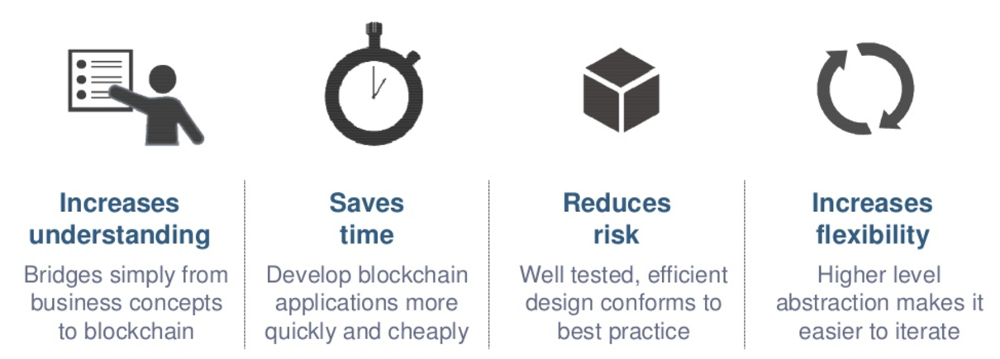 Increases
understanding
Bridges simply from
business concepts
to blockchain
Saves
time
Develop blockchain
applications more
quickly and cheaply
Reduces
risk
Well tested, efficient
design conforms to
best practice
Increases
flexibility
Higher level
abstraction makes it
easier to iterate